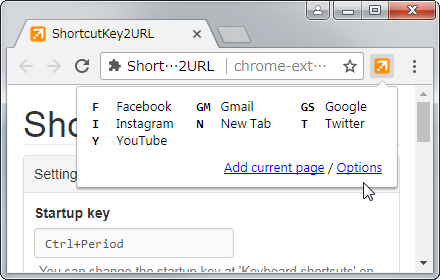 ShortcutKey2URL
Short⋯2URL | chrome-ext⋯
Sho
F Facebook GM Gmail GS Google
I Instagram N New Tab T Twitter
Y YouTube
Add current page / Options
Setting
Startup key
Ctrl+Period
You can change the startup key at 'Keyboard shortcuts' on